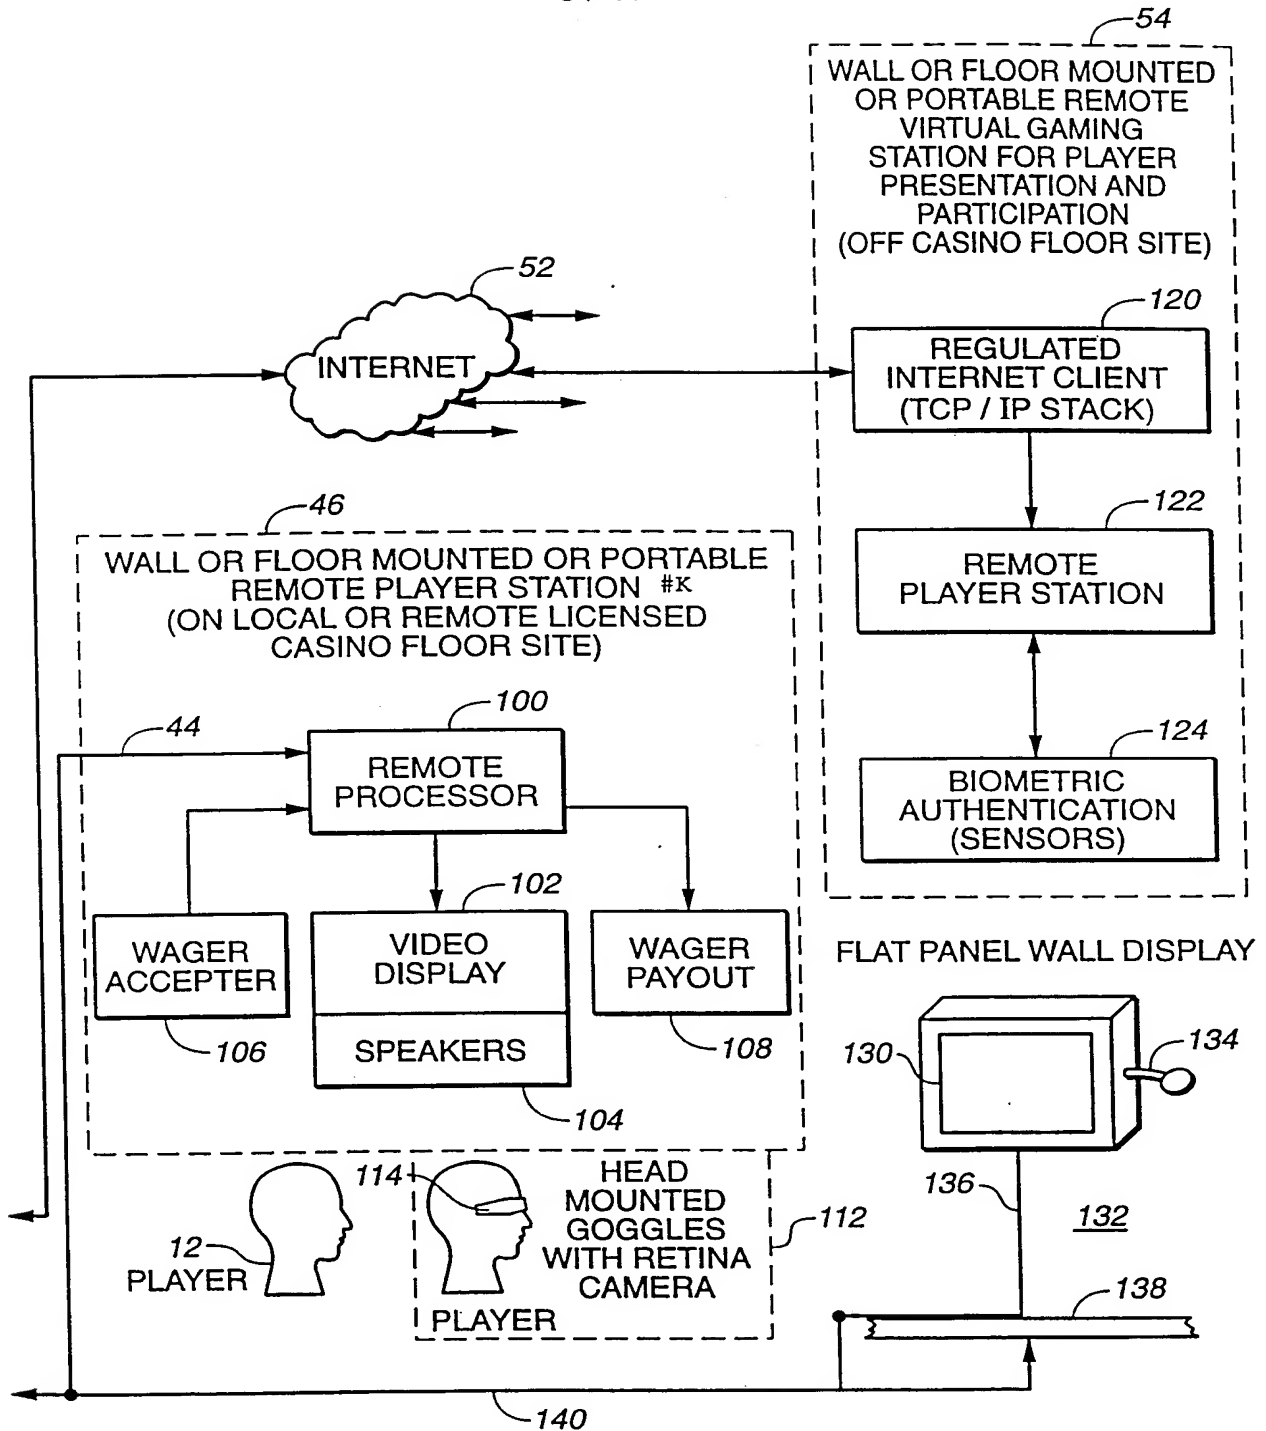 54
WALL OR FLOOR MOUNTED
OR PORTABLE REMOTE
VIRTUAL GAMING
STATION FOR PLAYER
PRESENTATION AND
PARTICIPATION
(OFF CASINO FLOOR SITE)
52
INTERNET
120
REGULATED
INTERNET CLIENT
(TCP / IP STACK)
46
WALL OR FLOOR MOUNTED OR PORTABLE
REMOTE PLAYER STATION #K
(ON LOCAL OR REMOTE LICENSED
CASINO FLOOR SITE)
122
REMOTE
PLAYER STATION
44
100
REMOTE
PROCESSOR
124
BIOMETRIC
AUTHENTICATION
(SENSORS)
WAGER
ACCEPTER
106
102
VIDEO
DISPLAY
SPEAKERS
104
WAGER
PAYOUT
108
FLAT PANEL WALL DISPLAY
130
134
136
132
138
12
PLAYER
114
HEAD
MOUNTED
GOGGLES
WITH RETINA
CAMERA
PLAYER
112
140